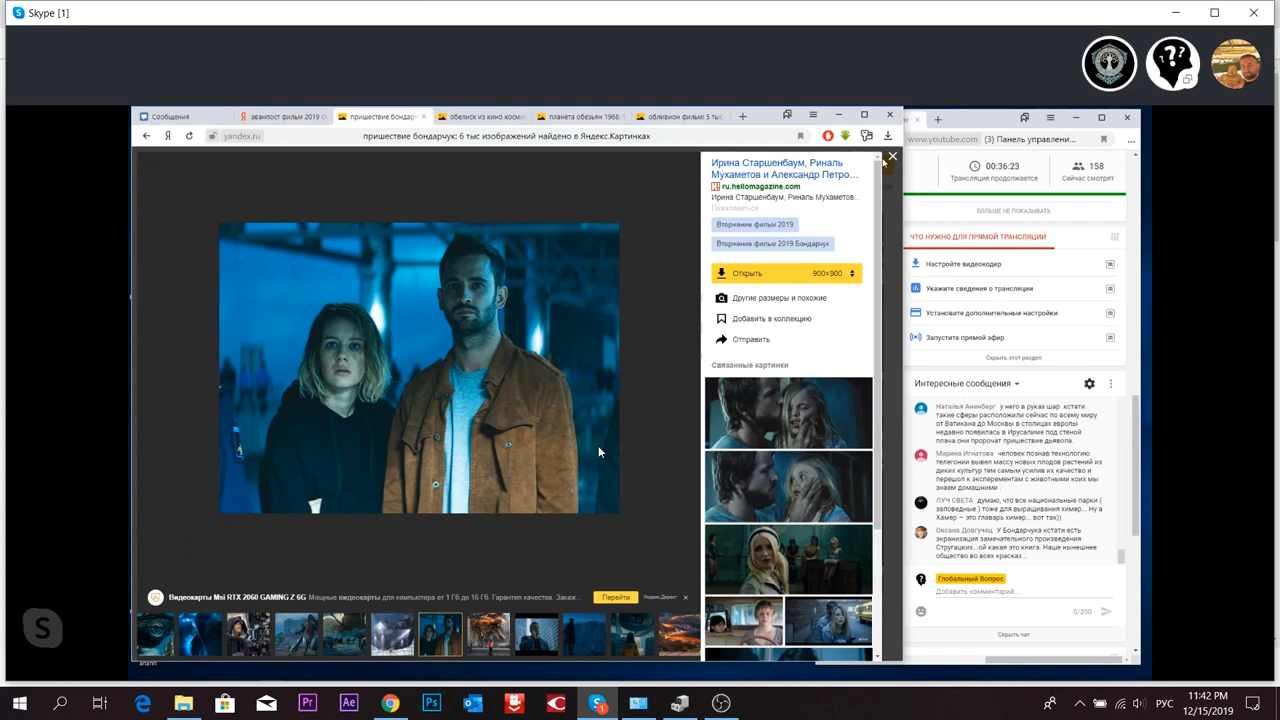 Skype [1]
Сообщения
аванпост фильм 2019 с
пришествие бондарч
обелиск из кино косми
планета обезьян 1968: 5
обливион фильм: 5 тыс
yandex.ru
пришествие бондарчук: 6 тыс изображений найдено в Яндекс.Картинках
Ирина Старшенбаум, Риналь
Мухаметов и Александр Петро...
ru.hellomagazine.com
Ирина Старшенбаум, Риналь Мухаметов...
Пожаловаться
Вторжение фильм 2019
Вторжение фильм 2019 Бондарчук
Открыть 900×900
Другие размеры и похожие
Добавить в коллекцию
Отправить
Связанные картинки
Видеокарты Msi RTX 2060 GAMING Z 6G Мощные видеокарты для компьютера от 1 Гб до 16 Гб. Гарантия качества. Закаж...
Перейти
Яндекс.Директ
www.youtube.com
(3) Панель управлени...
00:36:23
Трансляция продолжается
158
Сейчас смотрят
БОЛЬШЕ НЕ ПОКАЗЫВАТЬ
ЧТО НУЖНО ДЛЯ ПРЯМОЙ ТРАНСЛЯЦИИ
Настройте видеокодер
Укажите сведения о трансляции
Установите дополнительные настройки
Запустите прямой эфир
Скрыть этот раздел
Интересные сообщения
Наталья Аненберг у него в руках шар .кстати
такие сферы расположили сейчас по всему миру
от Ватикана до Москвы в столицах европы
недавно появилась в Ирусалиме под стеной
плача.они пророчат пришествие дьявола.
Марина Игнатова человек познав технологию
телегонии вывел массу новых плодов растений из
диких культур тем самым усилив их качество и
перешол к эксперементам с животными коих мы
знаем домашними .
ЛУЧ СВЕТА думаю, что все национальные парки (
заповедные ) тоже для выращивания химер... Ну а
Хамер — это главарь химер... вот так))
Оксана Довгучец У Бондарчука кстати есть
экранизация замечательного произведения
Стругацких...ой какая это книга. Наше нынешнее
общество во всех красках...
Глобальный Вопрос
Добавить комментарий...
0/200
Скрыть чат
РУС
11:42 PM
12/15/2019